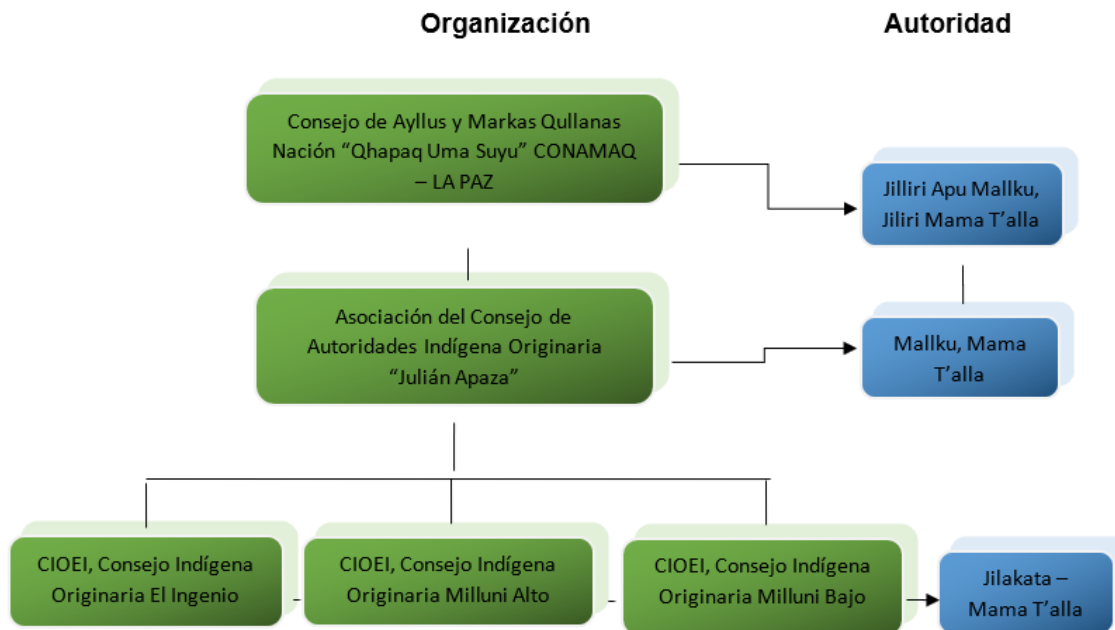 Organización
Autoridad
Consejo de Ayllus y Markas Qullanas
Nación “Qhapaq Uma Suyu” CONAMAQ
– LA PAZ
Jilliri Apu Mallku,
Jiliri Mama T’alla
Asociación del Consejo de
Autoridades Indígena Originaria
“Julián Apaza”
Mallku, Mama
T’alla
CIOEI, Consejo Indígena
Originaria El Ingenio
CIOEI, Consejo Indígena
Originaria Milluni Alto
CIOEI, Consejo Indígena
Originaria Milluni Bajo
Jilakata –
Mama T’alla